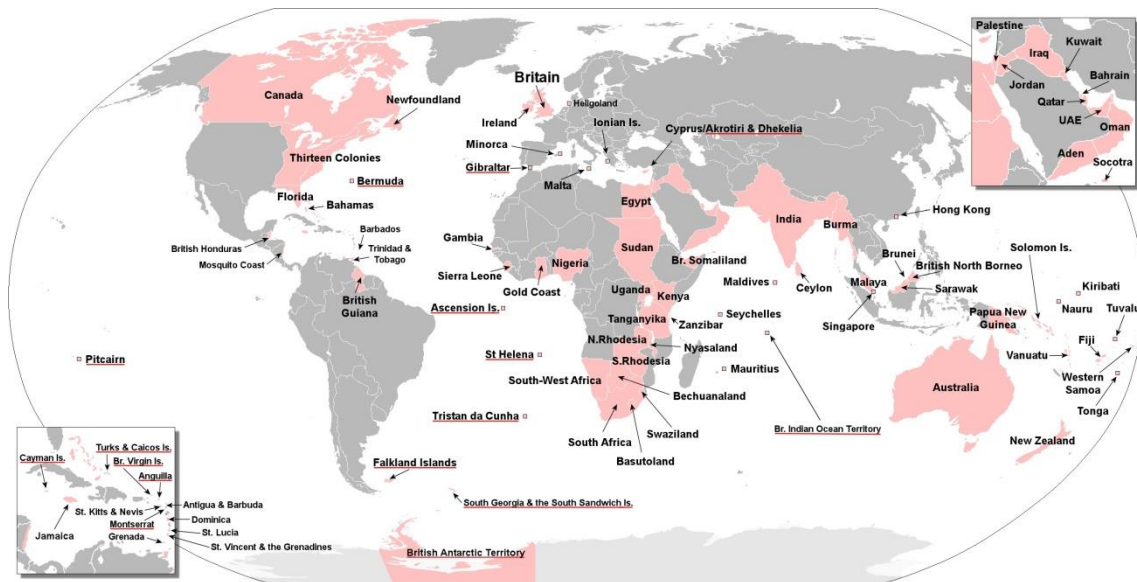 Canada
Newfoundland
Thirteen Colonies
Bermuda
Florida
Bahamas
British Honduras
Mosquito Coast
Barbados
Trinidad &
Tobago
British
Guiana
Pitcairn
Britain
Heligoland
Ireland
Ionian Is.
Minorca
Gibraltar
Malta
Cyprus/Akrotiri & Dhekelia
Egypt
Gambia
Sierra Leone
Gold Coast
Nigeria
Sudan
Br. Somaliland
Uganda
Kenya
Tanganyika
Zanzibar
Ascension Is.
St Helena
N.Rhodesia
Nyasaland
S.Rhodesia
South-West Africa
Bechuanaland
Swaziland
South Africa
Basutoland
Tristan da Cunha
Falkland Islands
South Georgia & the South Sandwich Is.
British Antarctic Territory
India
Burma
Hong Kong
Ceylon
Maldives
Seychelles
Mauritius
Br. Indian Ocean Territory
Malaya
Singapore
Brunei
British North Borneo
Sarawak
Solomon Is.
Papua New
Guinea
Kiribati
Nauru
Tuvalu
Fiji
Vanuatu
Western
Samoa
Tonga
Australia
New Zealand
Palestine
Iraq
Kuwait
Jordan
Bahrain
Qatar
UAE
Oman
Aden
Socotra
Turks & Caicos Is.
Cayman Is.
Br. Virgin Is.
Anguilla
Antigua & Barbuda
St. Kitts & Nevis
Montserrat
Dominica
Jamaica
St. Lucia
Grenada
St. Vincent & the Grenadines